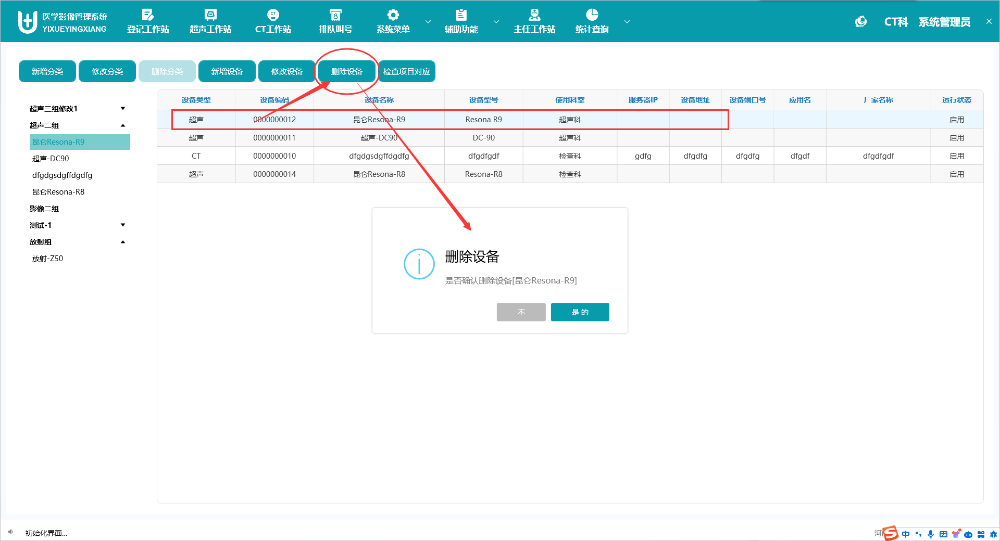 医学影像管理系统
YIXUEYINGXIANG
登记工作站
超声工作站
CT
CT工作站
8
排队叫号
系统菜单
辅助功能
主任工作站
统计查询
CT科 系统管理员
新增分类 修改分类 删除分类 新增设备 修改设备 删除设备 检查项目对应
超声三组修改1
超声二组
昆仑Resona-R9
超声-DC90
dfgdgsdgffdgdfg
昆仑Resona-R8
影像二组
测试-1
放射组
放射-Z50
设备类型 设备编码 设备名称 设备型号 使用科室 服务器IP 设备地址 设备端口号 应用名 厂家名称 运行状态
超声 0000000012 昆仑Resona-R9 Resona R9 超声科 启用
超声 0000000011 超声-DC90 DC-90 超声科 启用
CT 0000000010 dfgdgsdgffdgdfg dfgdfgdf 检查科 gdfg dfgdfg dfgdfg dfgdf dfgdfgdf 启用
超声 0000000014 昆仑Resona-R8 Resona-R8 检查科 启用
删除设备
是否确认删除设备[昆仑Resona-R9]
不 是 的
初始化界面...
河
S 中